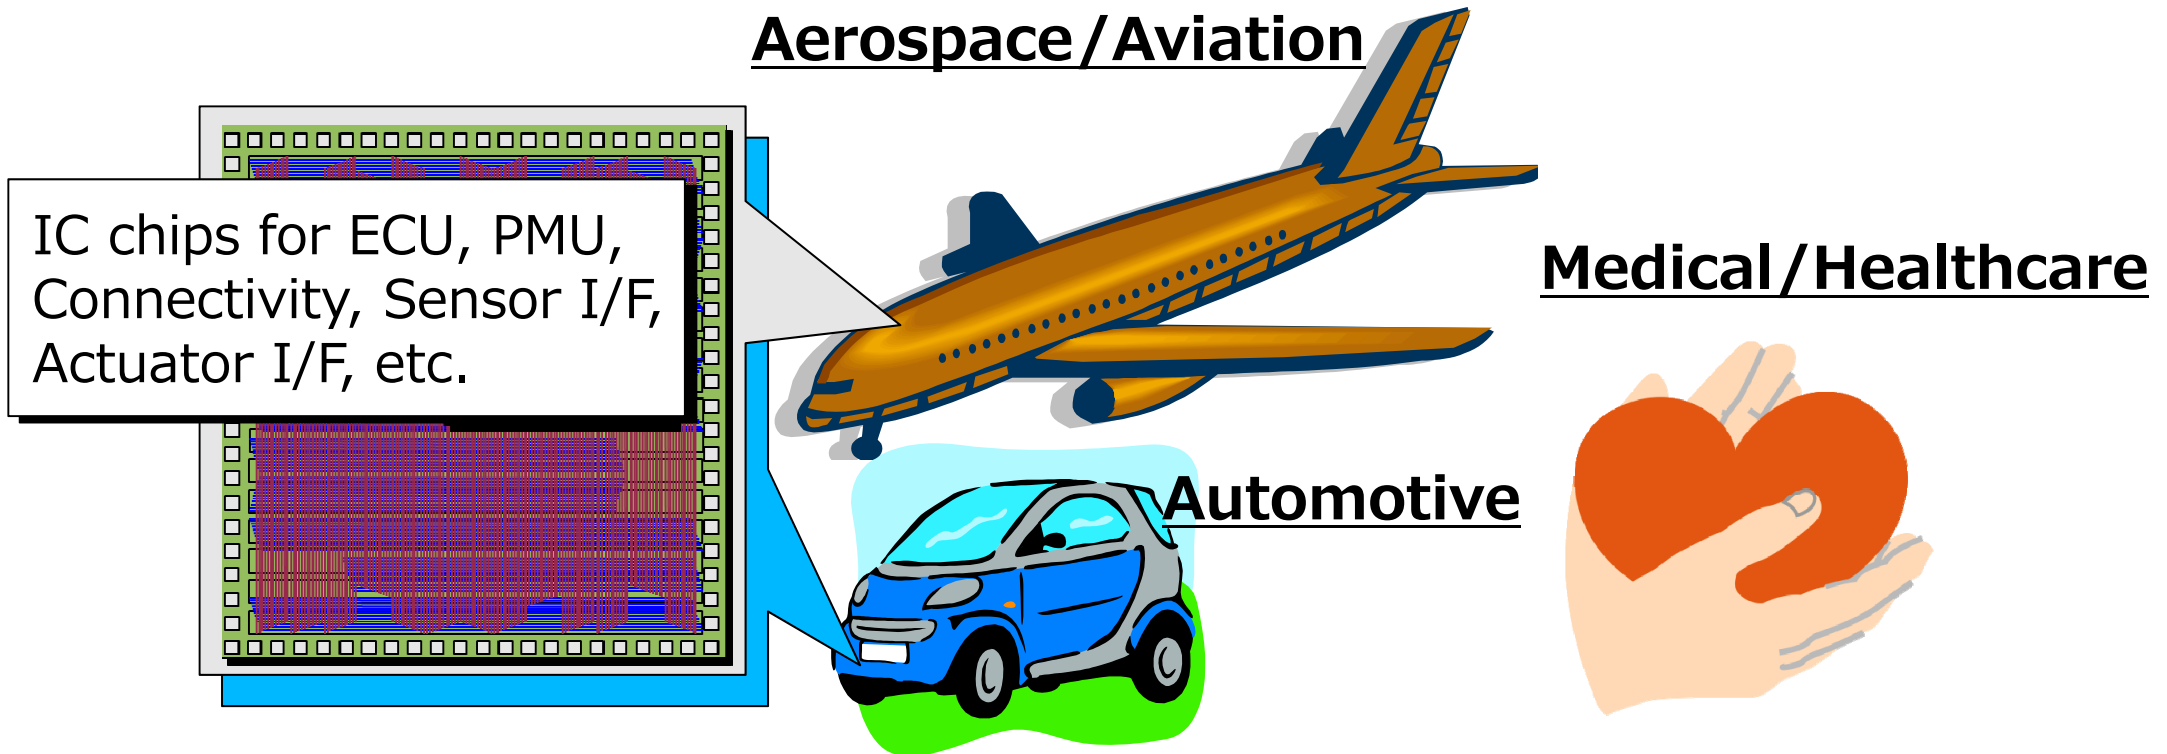 Aerospace/Aviation
IC chips for ECU, PMU,
Connectivity, Sensor I/F,
Actuator I/F, etc.
Medical/Healthcare
Automotive